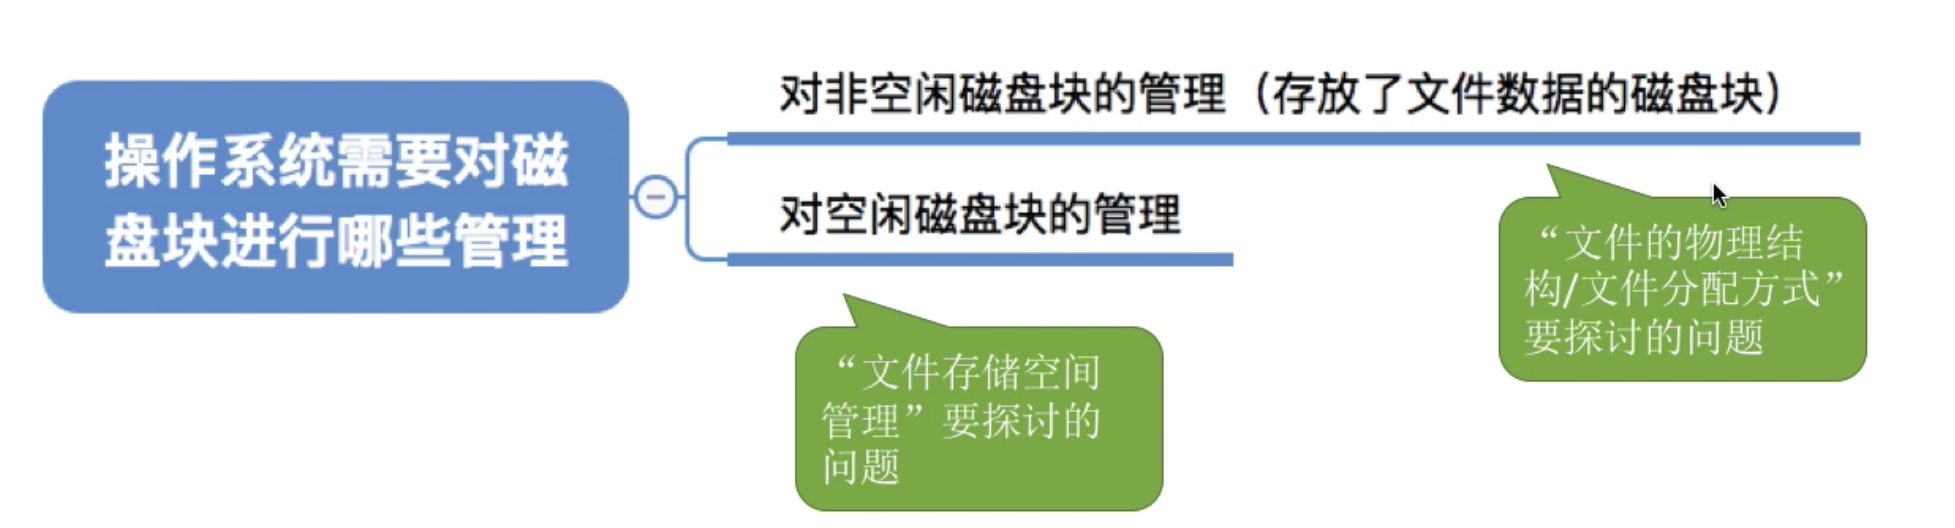 操作系统需要对磁
盘块进行哪些管理
对非空闲磁盘块的管理（存放了文件数据的磁盘块）
“文件的物理结
构/文件分配方式”
要探讨的问题
对空闲磁盘块的管理
“文件存储空间
管理”要探讨的
问题